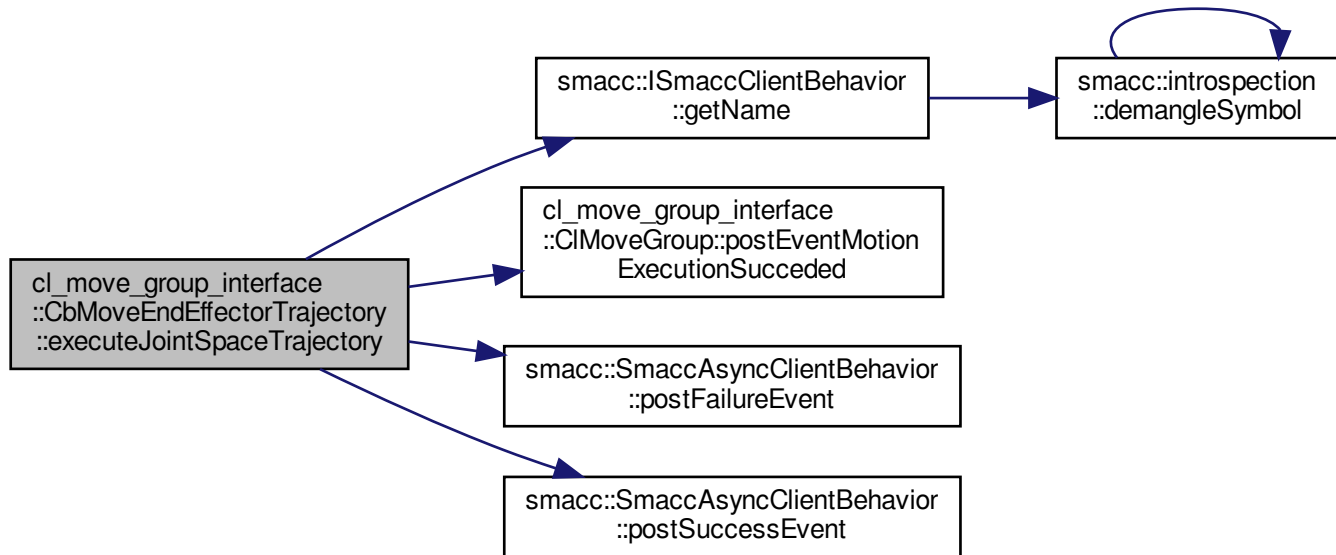 smacc::ISmaccClientBehavior
::getName
smacc::introspection
::demangleSymbol
cl_move_group_interface
::ClMoveGroup::postEventMotion
ExecutionSucceded
cl_move_group_interface
::CbMoveEndEffectorTrajectory
::executeJointSpaceTrajectory
smacc::SmaccAsyncClientBehavior
::postFailureEvent
smacc::SmaccAsyncClientBehavior
::postSuccessEvent